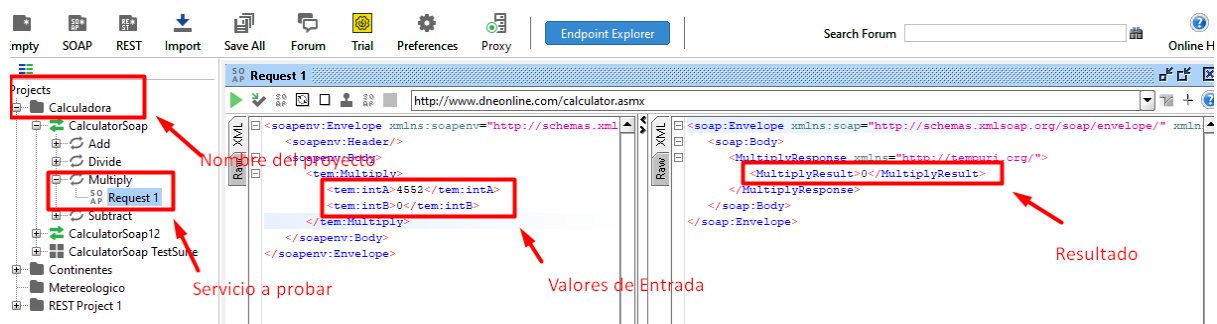 Empty SOAP REST Import Save All Forum Trial Preferences Proxy Endpoint Explorer Search Forum Online H
Projects
Calculadora
CalculatorSoap
Add
Divide
Multiply
Request 1
Subtract
CalculatorSoap12
CalculatorSoap TestSuite
Continentes
Metereologico
REST Project 1
Nombre del proyecto
Servicio a probar
SO AP Request 1
http://www.dneonline.com/calculator.asmx
XML
Raw
<soapenv:Envelope xmlns:soapenv="http://schemas.xml
<soapenv:Header/>
<soapenv:Body>
<tem:Multiply>
<tem:intA>4552</tem:intA>
<tem:intB>0</tem:intB>
</tem:Multiply>
</soapenv:Body>
</soapenv:Envelope>
Valores de Entrada
XML
Raw
<soap:Envelope xmlns:soap="http://schemas.xmlsoap.org/soap/envelope/" xmlns:
<soap:Body>
<MultiplyResponse xmlns="http://tempuri.org/">
<MultiplyResult>0</MultiplyResult>
</MultiplyResponse>
</soap:Body>
</soap:Envelope>
Resultado